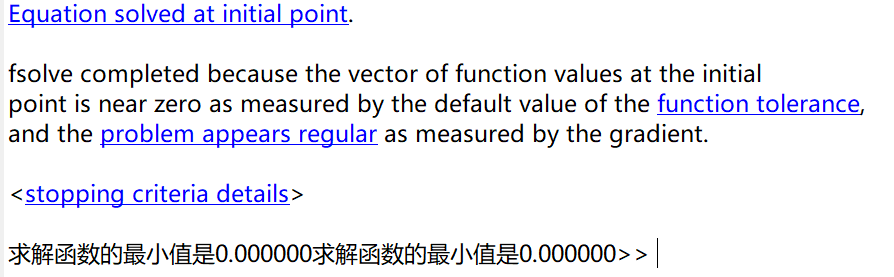 Equation solved at initial point.
fsolve completed because the vector of function values at the initial
point is near zero as measured by the default value of the function tolerance,
and the problem appears regular as measured by the gradient.
<stopping criteria details>
求解函数的最小值是0.000000求解函数的最小值是0.000000>>